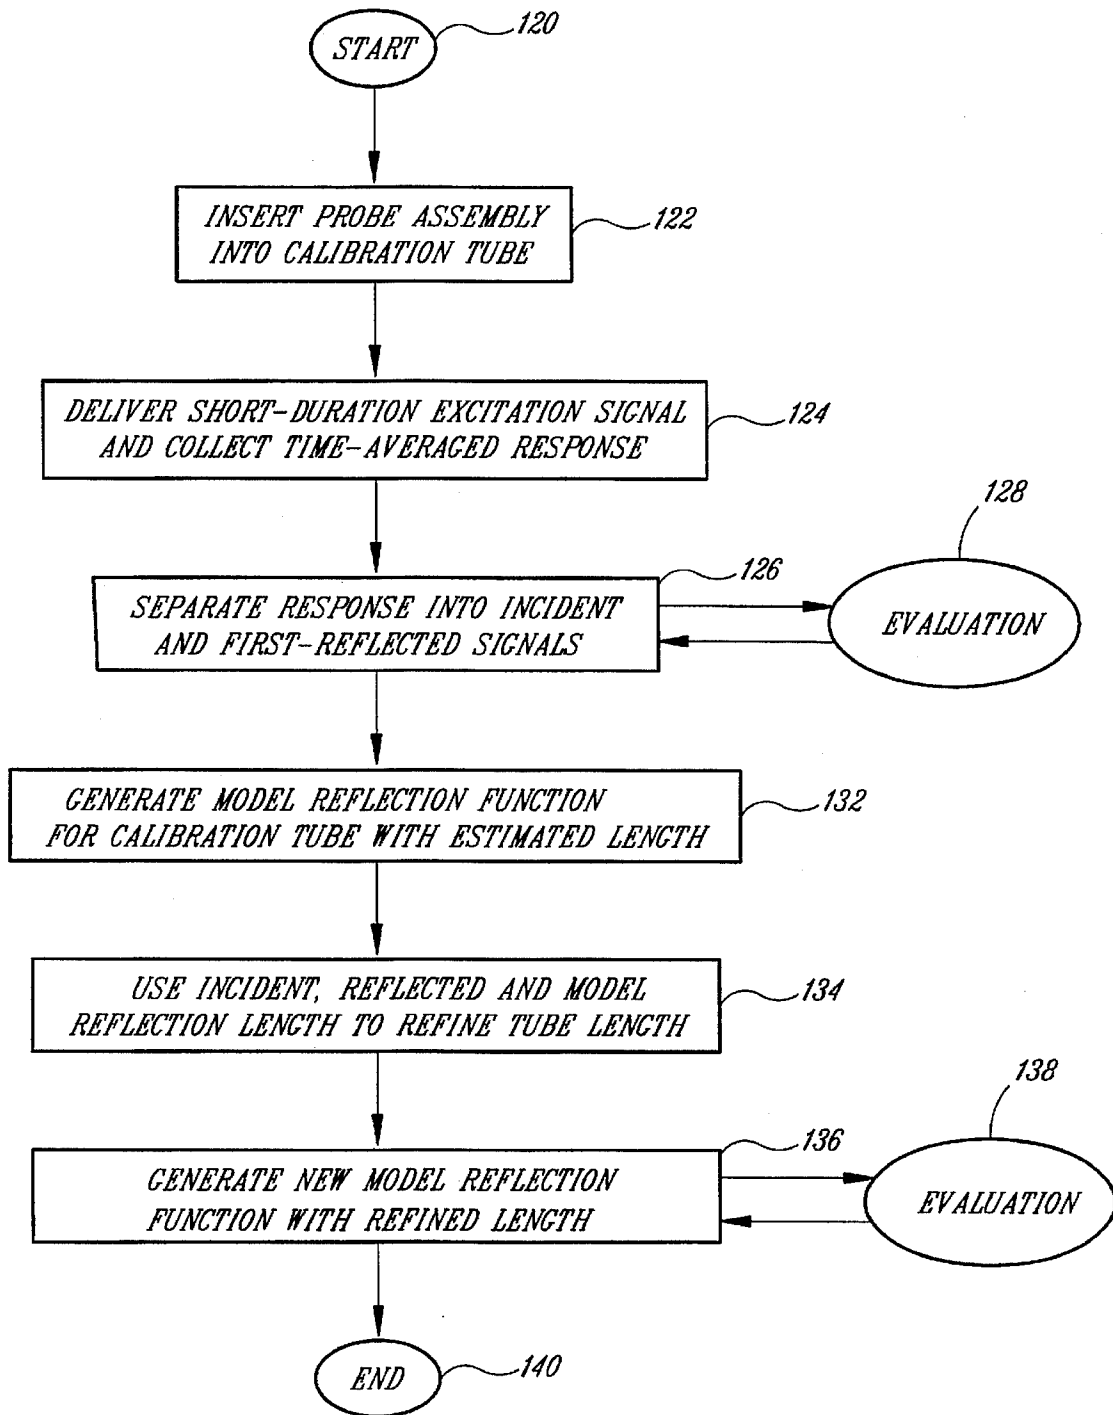 START
120
INSERT PROBE ASSEMBLY
INTO CALIBRATION TUBE
122
DELIVER SHORT-DURATION EXCITATION SIGNAL
AND COLLECT TIME-AVERAGED RESPONSE
124
SEPARATE RESPONSE INTO INCIDENT
AND FIRST-REFLECTED SIGNALS
126
128
EVALUATION
GENERATE MODEL REFLECTION FUNCTION
FOR CALIBRATION TUBE WITH ESTIMATED LENGTH
132
USE INCIDENT, REFLECTED AND MODEL
REFLECTION LENGTH TO REFINE TUBE LENGTH
134
GENERATE NEW MODEL REFLECTION
FUNCTION WITH REFINED LENGTH
136
138
EVALUATION
END
140